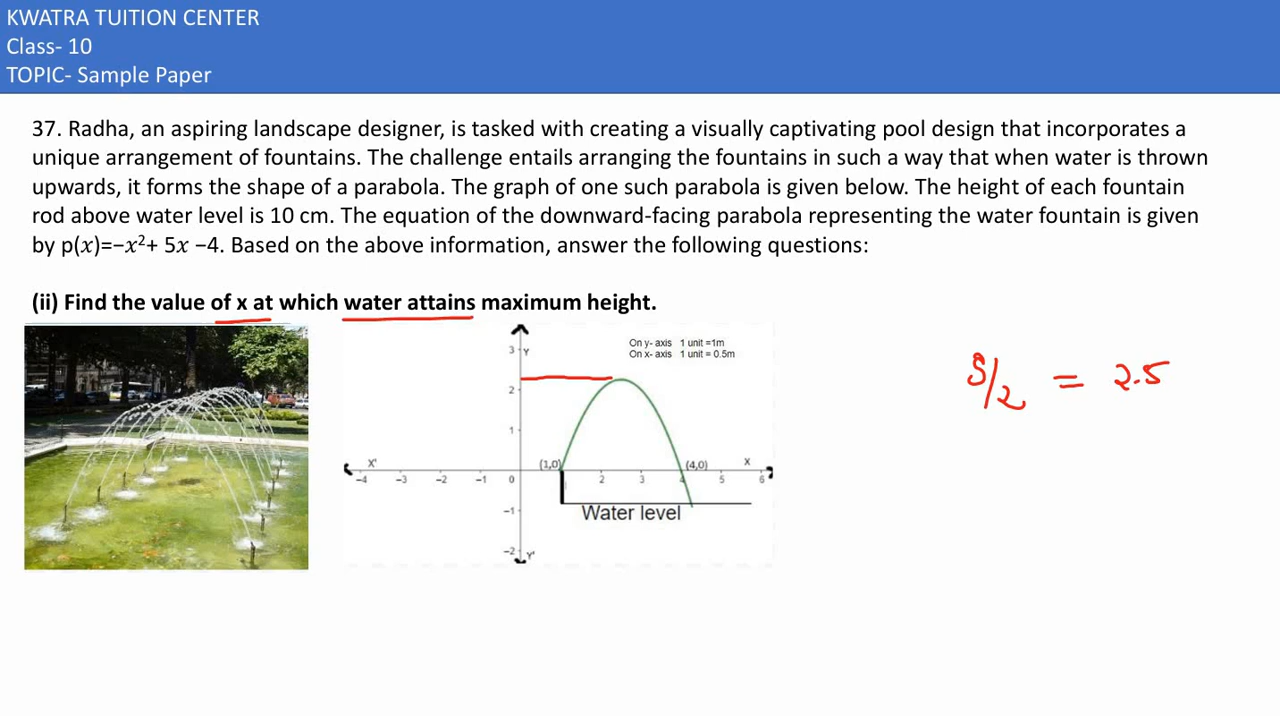 KWATRA TUITION CENTER
Class- 10
TOPIC- Sample Paper
37. Radha, an aspiring landscape designer, is tasked with creating a visually captivating pool design that incorporates a
unique arrangement of fountains. The challenge entails arranging the fountains in such a way that when water is thrown
upwards, it forms the shape of a parabola. The graph of one such parabola is given below. The height of each fountain
rod above water level is 10 cm. The equation of the downward-facing parabola representing the water fountain is given
by p(𝑥)=−𝑥²+ 5𝑥 −4. Based on the above information, answer the following questions:
(ii) Find the value of x at which water attains maximum height.
On y- axis 1 unit =1m
On x- axis 1 unit = 0.5m
3 Y
2
1
X' (1,0) (4,0) X
−4 −3 −2 −1 0 2 3 4 5 6
−1
Water level
−2 Y'
5/2 = 2.5